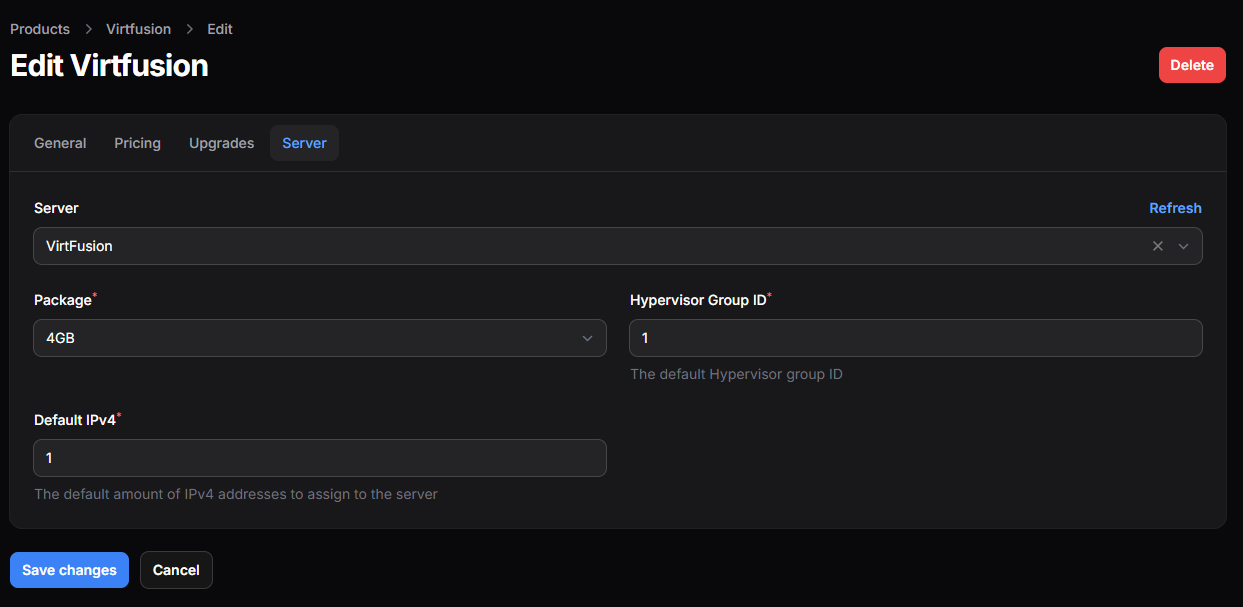 Products > Virtfusion > Edit
Edit Virtfusion
Delete
General Pricing Upgrades Server
Server Refresh
VirtFusion
Package* Hypervisor Group ID*
4GB 1
The default Hypervisor group ID
Default IPv4*
1
The default amount of IPv4 addresses to assign to the server
Save changes Cancel